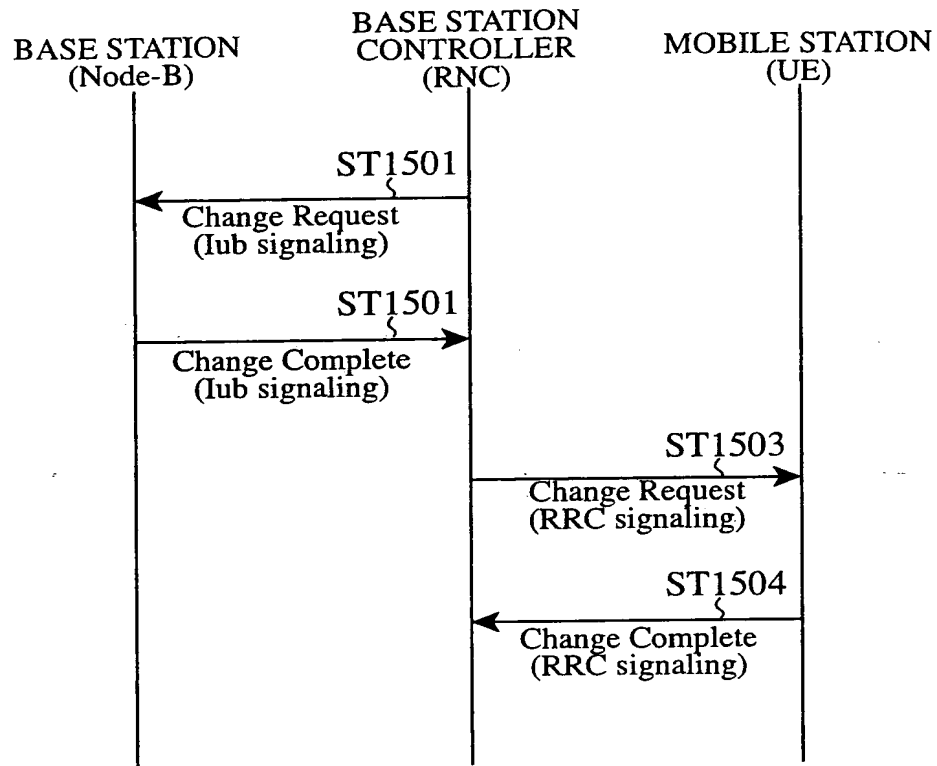 BASE STATION
(Node-B)
BASE STATION
CONTROLLER
(RNC)
MOBILE STATION
(UE)
ST1501
Change Request
(Iub signaling)
ST1501
Change Complete
(Iub signaling)
ST1503
Change Request
(RRC signaling)
ST1504
Change Complete
(RRC signaling)